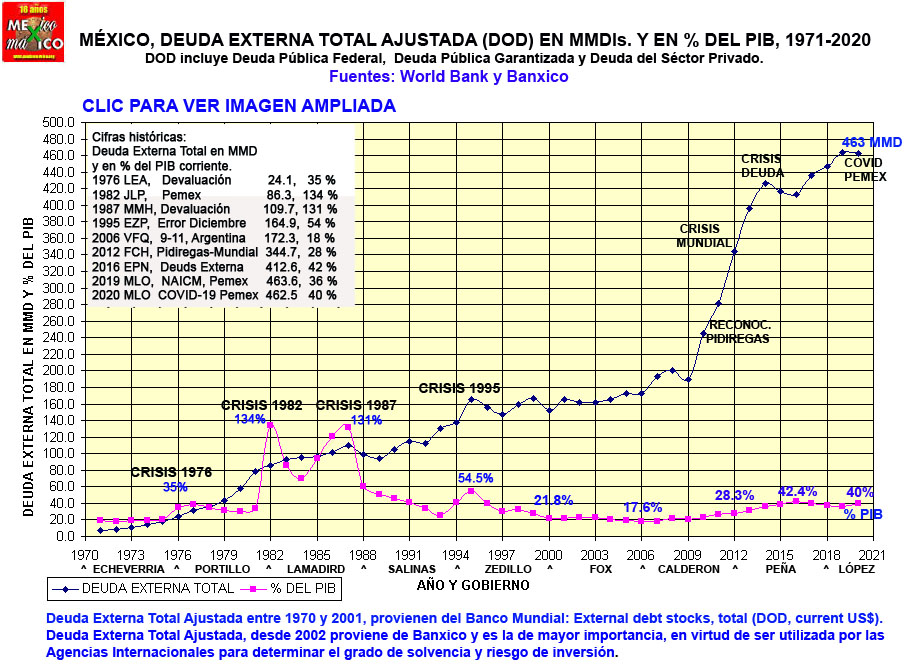 18 años
MEXICO
maXico
MÉXICO, DEUDA EXTERNA TOTAL AJUSTADA (DOD) EN MMDls. Y EN % DEL PIB, 1971-2020
DOD incluye Deuda Pública Federal, Deuda Pública Garantizada y Deuda del Séctor Privado.
Fuentes: World Bank y Banxico
CLIC PARA VER IMAGEN AMPLIADA
DEUDA EXTERNA TOTAL EN MMD Y % DEL PIB
500.0
480.0
460.0
440.0
420.0
400.0
380.0
360.0
340.0
320.0
300.0
280.0
260.0
240.0
220.0
200.0
180.0
160.0
140.0
120.0
100.0
80.0
60.0
40.0
20.0
0.0
Cifras históricas:
Deuda Externa Total en MMD
y en % del PIB corriente.
1976 LEA, Devaluación 24.1, 35 %
1982 JLP, Pemex 86.3, 134 %
1987 MMH, Devaluación 109.7, 131 %
1995 EZP, Error Diciembre 164.9, 54 %
2006 VFQ, 9-11, Argentina 172.3, 18 %
2012 FCH, Pidiregas-Mundial 344.7, 28 %
2016 EPN, Deuds Externa 412.6, 42 %
2019 MLO, NAICM, Pemex 463.6, 36 %
2020 MLO COVID-19 Pemex 462.5 40 %
463 MMD
CRISIS
DEUDA
COVID
PEMEX
CRISIS
MUNDIAL
RECONOC.
PIDIREGAS
CRISIS 1995
CRISIS 1982
134%
CRISIS 1987
131%
CRISIS 1976
35%
54.5%
21.8%
17.6%
28.3%
42.4%
40%
% PIB
1970 1973 1976 1979 1982 1985 1988 1991 1994 1997 2000 2003 2006 2009 2012 2015 2018 2021
^ ECHEVERRIA ^ PORTILLO ^ LAMADIRD ^ SALINAS ^ ZEDILLO ^ FOX ^ CALDERON ^ PEÑA ^ LÓPEZ
DEUDA EXTERNA TOTAL % DEL PIB
AÑO Y GOBIERNO
Deuda Externa Total Ajustada entre 1970 y 2001, provienen del Banco Mundial: External debt stocks, total (DOD, current US$).
Deuda Externa Total Ajustada, desde 2002 proviene de Banxico y es la de mayor importancia, en virtud de ser utilizada por las
Agencias Internacionales para determinar el grado de solvencia y riesgo de inversión.